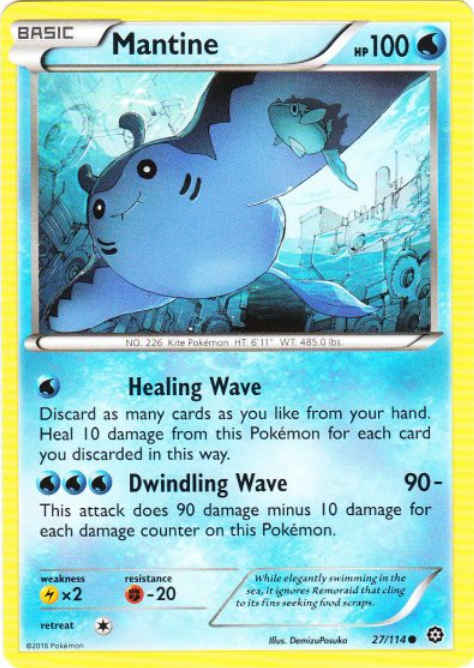 BASIC
Mantine
HP 100
NO. 226 Kite Pokémon HT: 6'11" WT: 485.0 lbs.
Healing Wave
Discard as many cards as you like from your hand.
Heal 10 damage from this Pokémon for each card
you discarded in this way.
Dwindling Wave 90-
This attack does 90 damage minus 10 damage for
each damage counter on this Pokémon.
weakness
×2
resistance
-20
retreat
While elegantly swimming in the
sea, it ignores Remoraid that cling
to its fins seeking food scraps.
©2016 Pokémon
Illus. DemizuPosuka
27/114